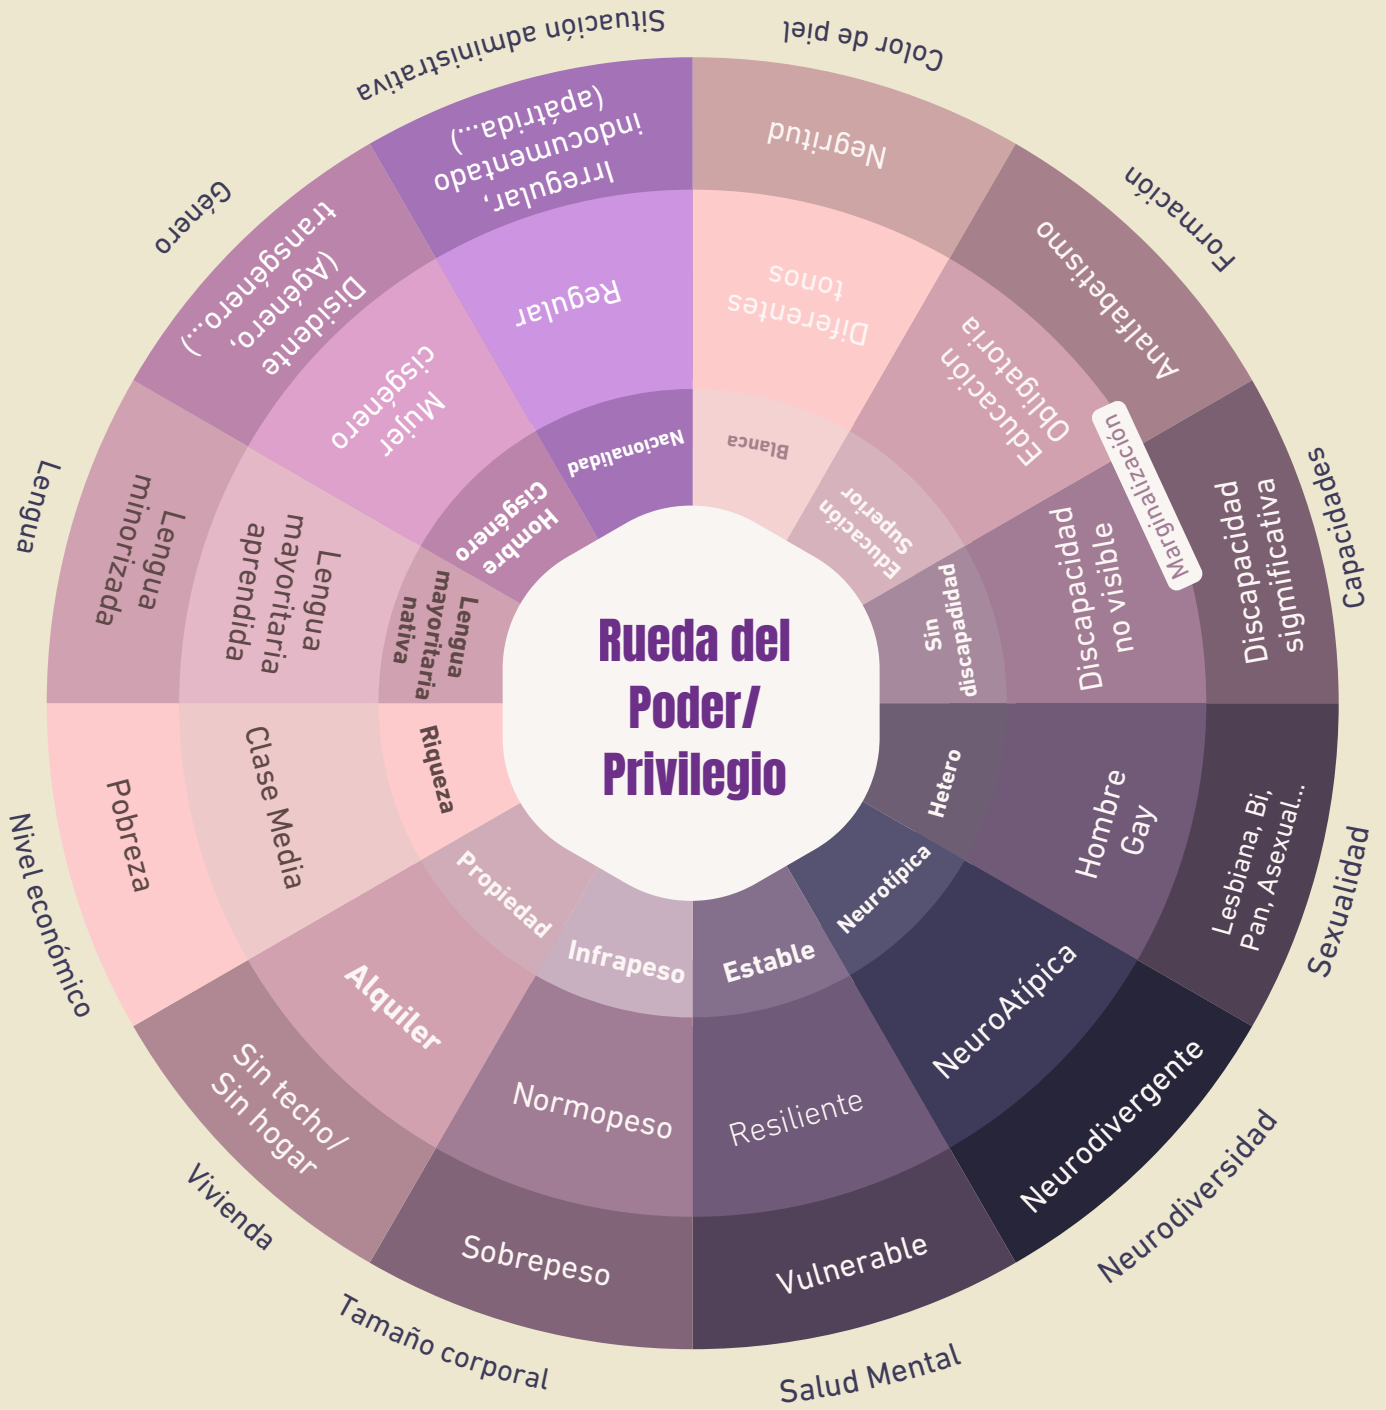 Rueda del
Poder/
Privilegio
Color de piel
Negritud
Diferentes
tonos
Blanca
Formación
Analfabetismo
Educación
Obligatoria
Educación
Superior
Marginalización
Capacidades
Discapacidad
sigmificativa
Discapacidad
no visible
Sin
discapadidad
Sexualidad
Lesbiana, Bi,
Pan, Asexual...
Hombre
Gay
Hetero
Neurodiversidad
Neurodivergente
NeuroAtípica
Neurotípica
Salud Mental
Vulnerable
Resiliente
Estable
Tamaño corporal
Sobrepeso
Normopeso
Infrapeso
Vivienda
Sin techo/
Sin hogar
Alquiler
Propiedad
Nivel económico
Pobreza
Clase Media
Riqueza
Lengua
Lengua
minorizada
Lengua
mayoritaria
aprendida
Lengua
mayoritaria
nativa
Género
Disidente
(Agénero,
transgénero...)
Mujer
cisgénero
Hombre
Cisgénero
Situación administrativa
Irregular,
indocumentado
(apátrida...)
Regular
Nacionalidad